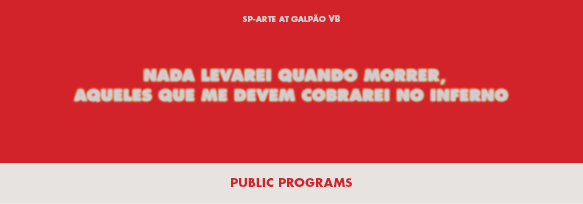 SP-ARTE AT GALPÃO VB
NADA LEVAREI QUANDO MORRER,
AQUELES QUE ME DEVEM COBRAREI NO INFERNO
PUBLIC PROGRAMS